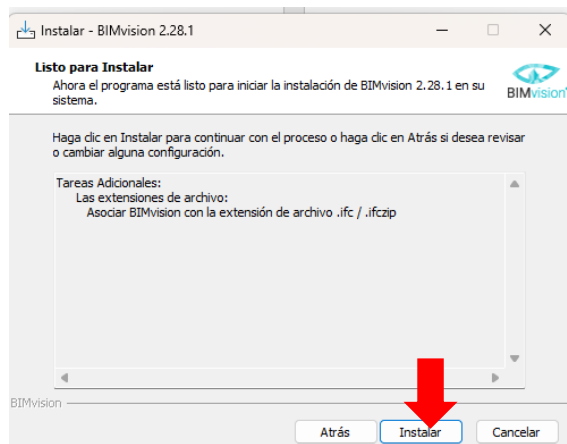 Instalar - BIMvision 2.28.1
Listo para Instalar
Ahora el programa está listo para iniciar la instalación de BIMvision 2.28.1 en su
sistema.
BIMvision
Haga clic en Instalar para continuar con el proceso o haga clic en Atrás si desea revisar
o cambiar alguna configuración.
Tareas Adicionales:
Las extensiones de archivo:
Asociar BIMvision con la extensión de archivo .ifc / .ifczip
BIMvision
Atrás Instalar Cancelar